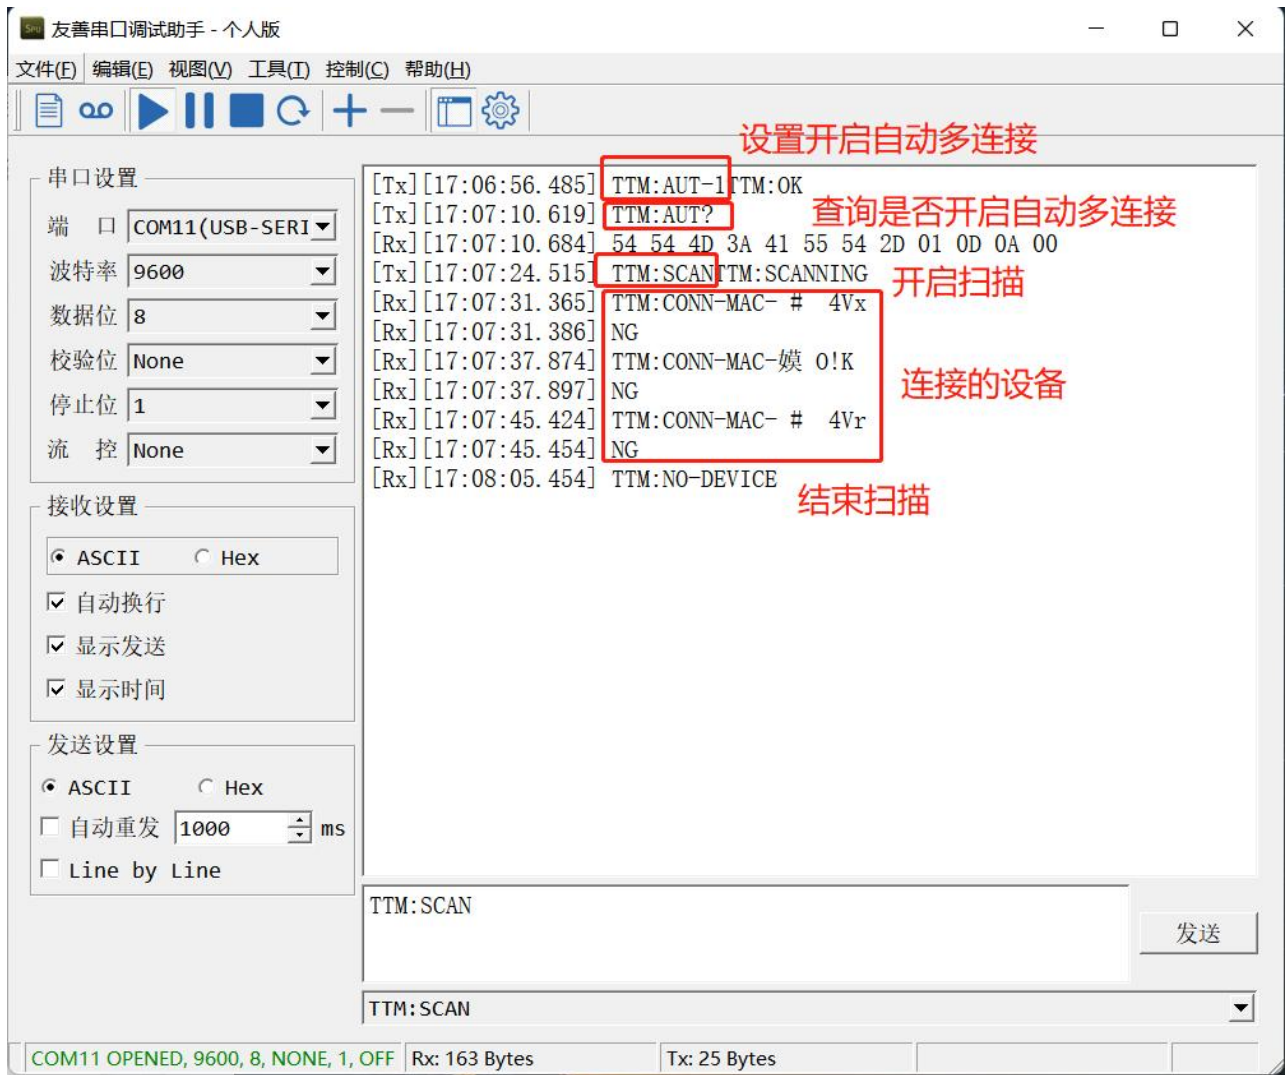 友善串口调试助手 - 个人版
文件(F) 编辑(E) 视图(V) 工具(T) 控制(C) 帮助(H)
设置开启自动多连接
串口设置
端 口 COM11(USB-SERI
波特率 9600
数据位 8
校验位 None
停止位 1
流 控 None
接收设置
ASCII Hex
自动换行
显示发送
显示时间
发送设置
ASCII Hex
自动重发 1000 ms
Line by Line
[Tx][17:06:56.485] TTM:AUT-1TTM:OK
[Tx][17:07:10.619] TTM:AUT?
查询是否开启自动多连接
[Rx][17:07:10.684] 54 54 4D 3A 41 55 54 2D 01 0D 0A 00
[Tx][17:07:24.515] TTM:SCANTTM:SCANNING
开启扫描
[Rx][17:07:31.365] TTM:CONN-MAC- # 4Vx
[Rx][17:07:31.386] NG
[Rx][17:07:37.874] TTM:CONN-MAC-嫫 O!K
[Rx][17:07:37.897] NG
连接的设备
[Rx][17:07:45.424] TTM:CONN-MAC- # 4Vr
[Rx][17:07:45.454] NG
[Rx][17:08:05.454] TTM:NO-DEVICE
结束扫描
TTM:SCAN
发送
TTM:SCAN
COM11 OPENED, 9600, 8, NONE, 1, OFF Rx: 163 Bytes Tx: 25 Bytes